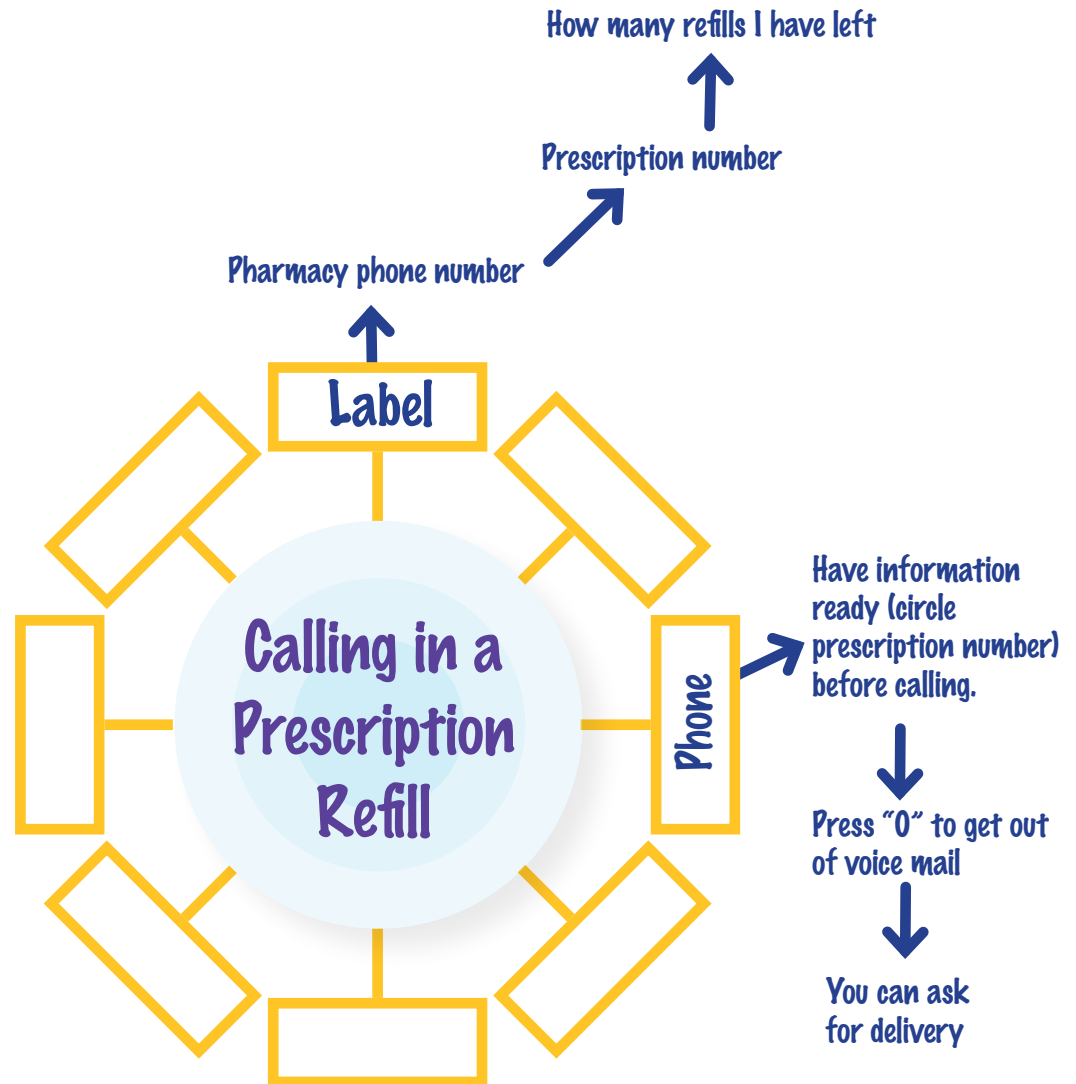 How many refills I have left
Prescription number
Pharmacy phone number
Label
Calling in a
Prescription
Refill
Phone
Have information
ready (circle
prescription number)
before calling.
Press “0” to get out
of voice mail
You can ask
for delivery